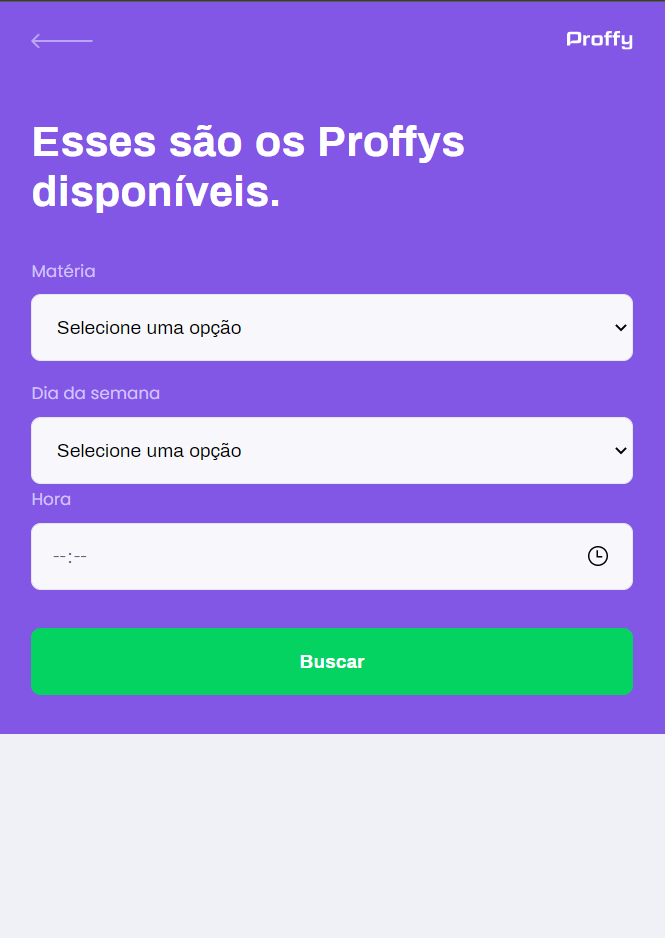 Proffy
Esses são os Proffys
disponíveis.
Matéria
Selecione uma opção
Dia da semana
Selecione uma opção
Hora
--:--
Buscar